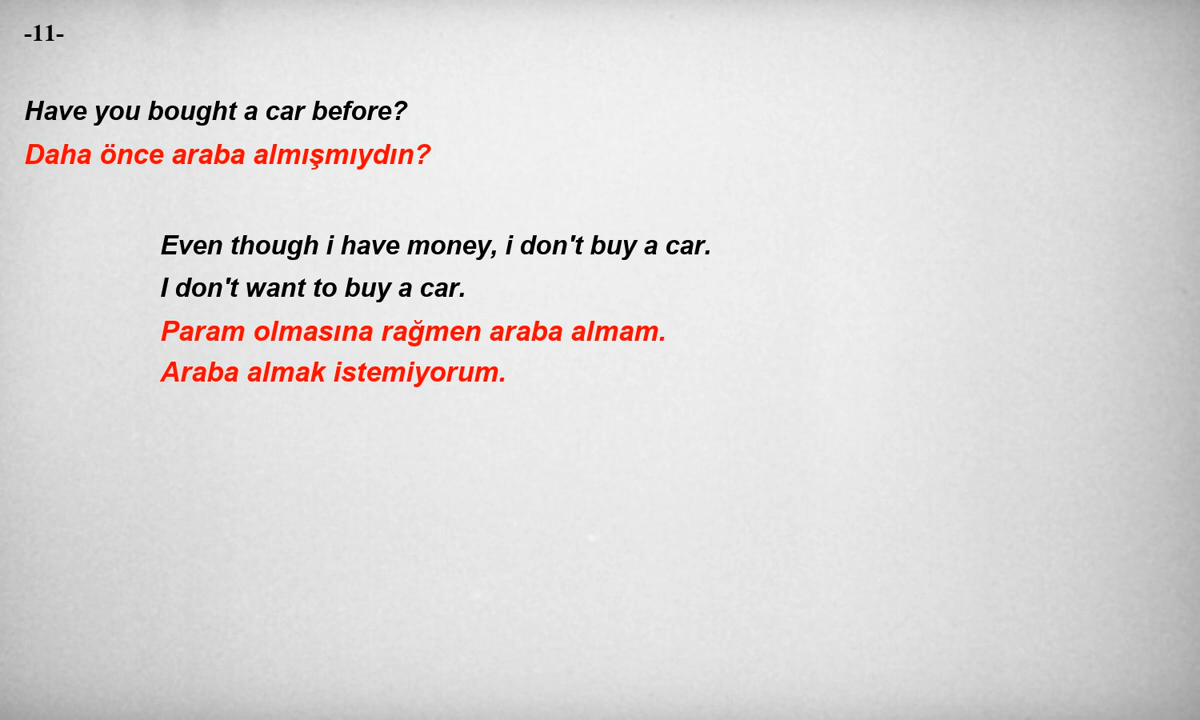 -11-
Have you bought a car before?
Daha önce araba almışmıydın?
Even though i have money, i don't buy a car.
I don't want to buy a car.
Param olmasına rağmen araba almam.
Araba almak istemiyorum.